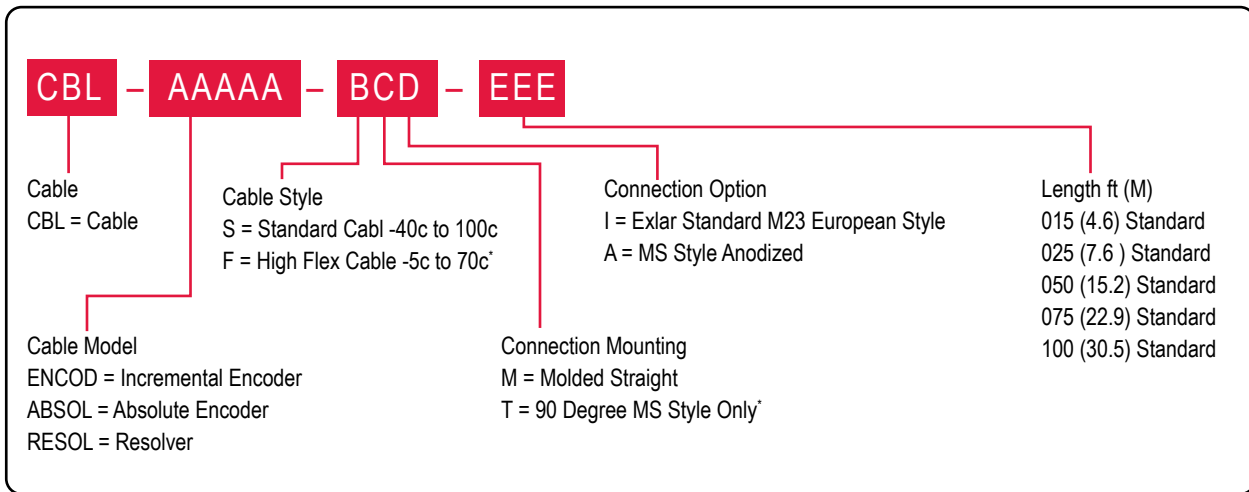 CBL – AAAAA – BCD – EEE
Cable
CBL = Cable
Cable Style
S = Standard Cabl -40c to 100c
F = High Flex Cable -5c to 70c*
Connection Option
I = Exlar Standard M23 European Style
A = MS Style Anodized
Length ft (M)
015 (4.6) Standard
025 (7.6 ) Standard
050 (15.2) Standard
075 (22.9) Standard
100 (30.5) Standard
Cable Model
ENCOD = Incremental Encoder
ABSOL = Absolute Encoder
RESOL = Resolver
Connection Mounting
M = Molded Straight
T = 90 Degree MS Style Only*